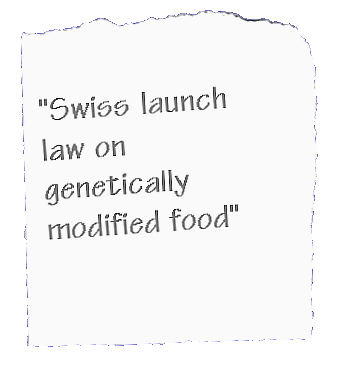 "Swiss launch
law on
genetically
modified food"